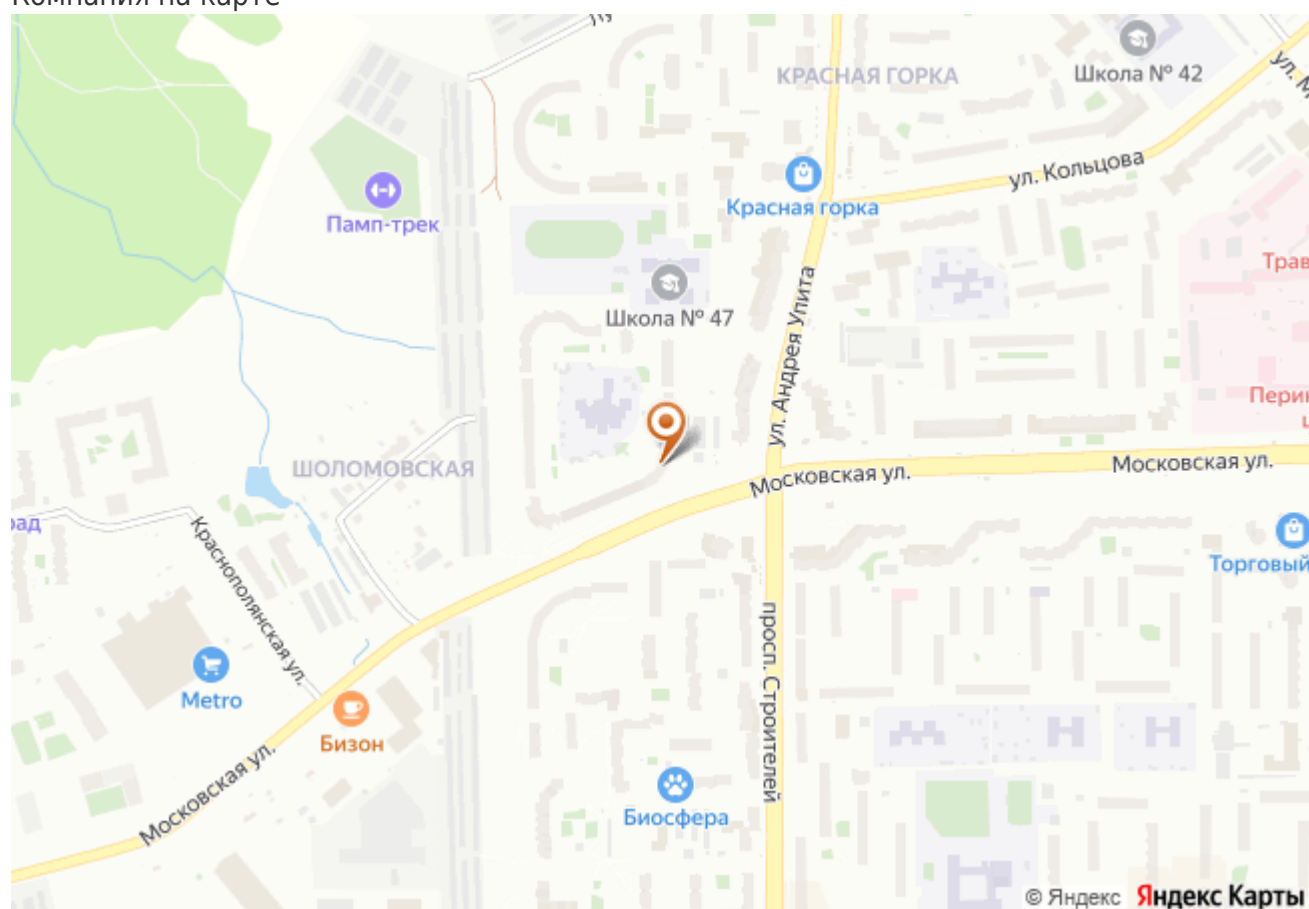 Компания на карте
КРАСНАЯ ГОРКА
Школа № 42
ул. Кольцова
Памп-трек
Красная горка
Школа № 47
ул. Андрея Упита
ШОЛОМОВСКАЯ
Московская ул.
Московская ул.
Краснополянская ул.
Торговый
просп. Строителей
Metro
Бизон
Московская ул.
Биосфера
© Яндекс Яндекс Карты